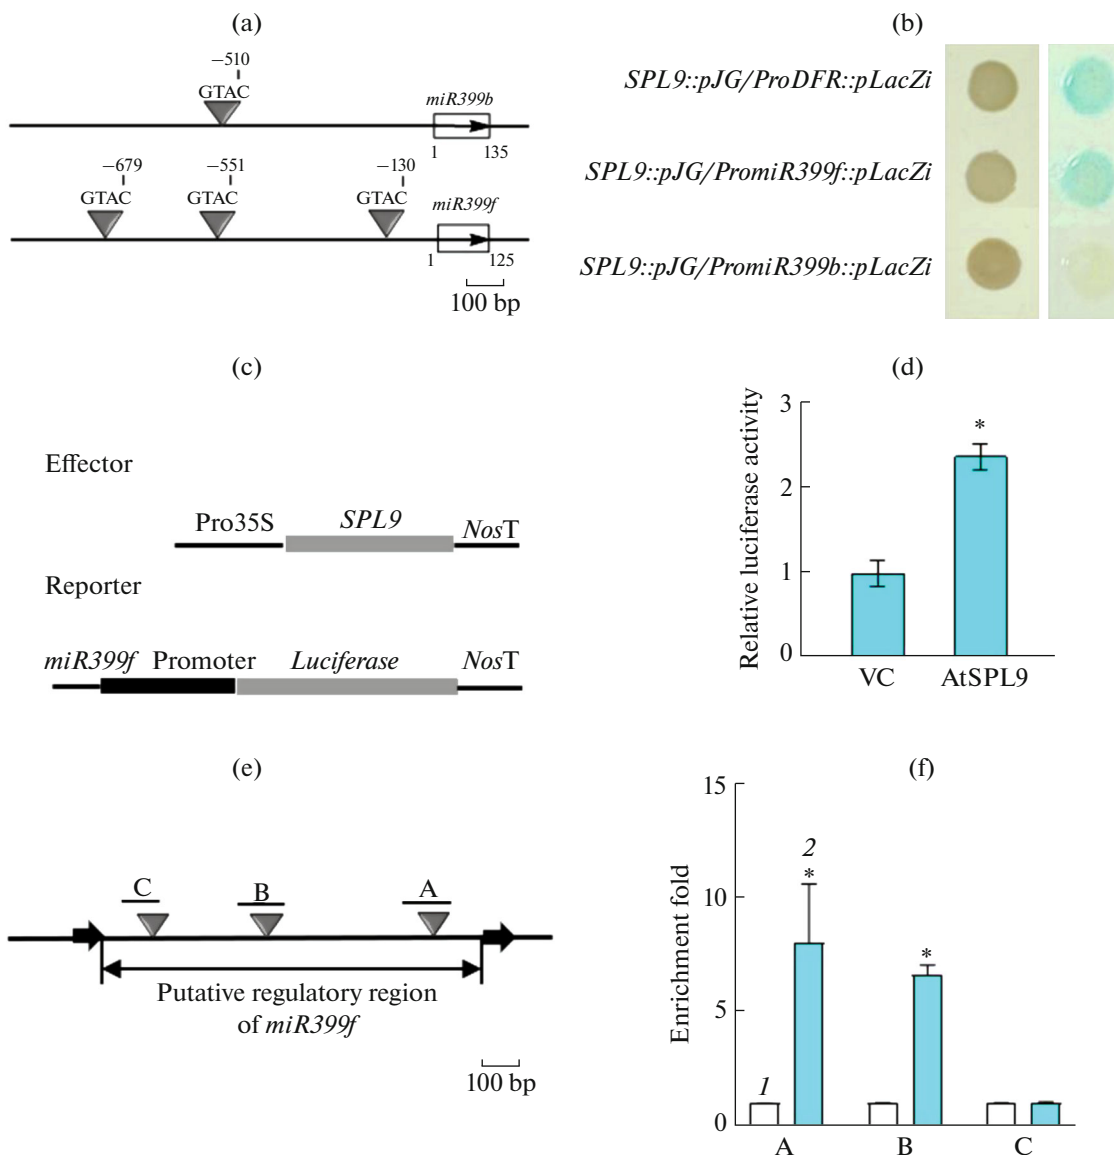 (a)
−510
GTAC
miR399b
1
135
−679
−551
−130
GTAC
GTAC
GTAC
miR399f
1
125
100 bp
(b)
SPL9::pJG/ProDFR::pLacZi
SPL9::pJG/PromiR399f::pLacZi
SPL9::pJG/PromiR399b::pLacZi
(c)
Effector
Pro35S
SPL9
NosT
Reporter
miR399f
Promoter
Luciferase
NosT
(d)
Relative luciferase activity
3
2
1
0
*
VC
AtSPL9
(e)
C
B
A
Putative regulatory region
of miR399f
100 bp
(f)
Enrichment fold
15
10
5
0
1
2
*
*
A
B
C